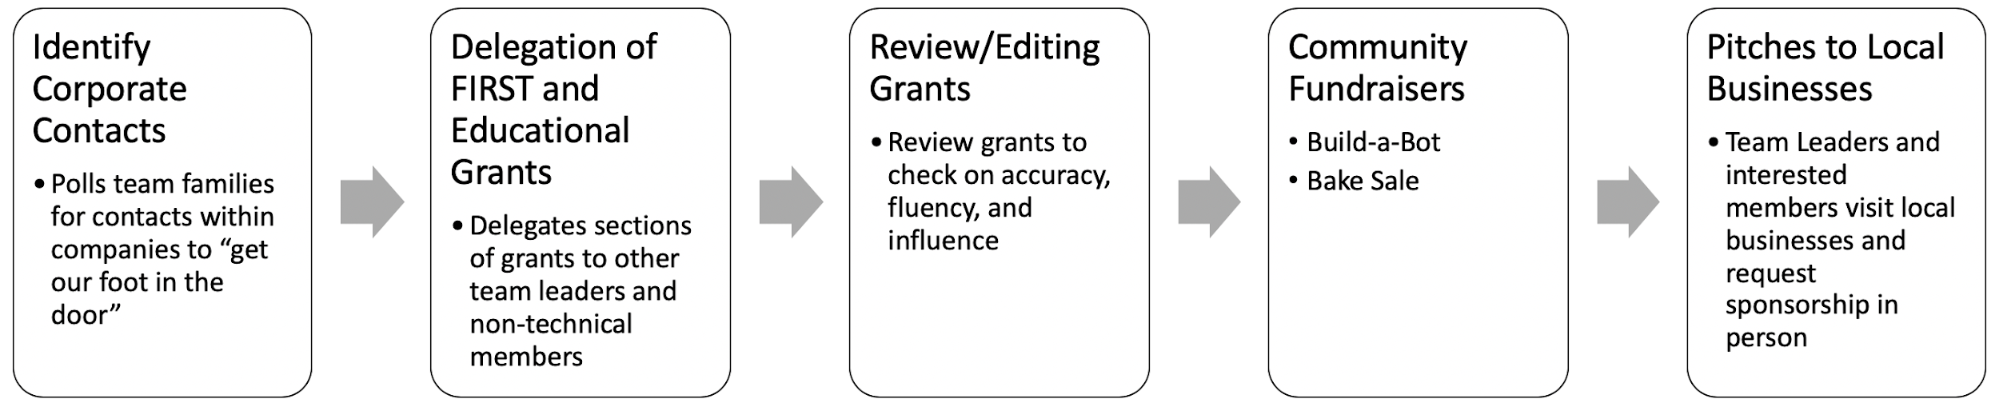 Identify
Corporate
Contacts
• Polls team families
for contacts within
companies to “get
our foot in the
door”
Delegation of
FIRST and
Educational
Grants
• Delegates sections
of grants to other
team leaders and
non-technical
members
Review/Editing
Grants
• Review grants to
check on accuracy,
fluency, and
influence
Community
Fundraisers
• Build-a-Bot
• Bake Sale
Pitches to Local
Businesses
• Team Leaders and
interested
members visit local
businesses and
request
sponsorship in
person